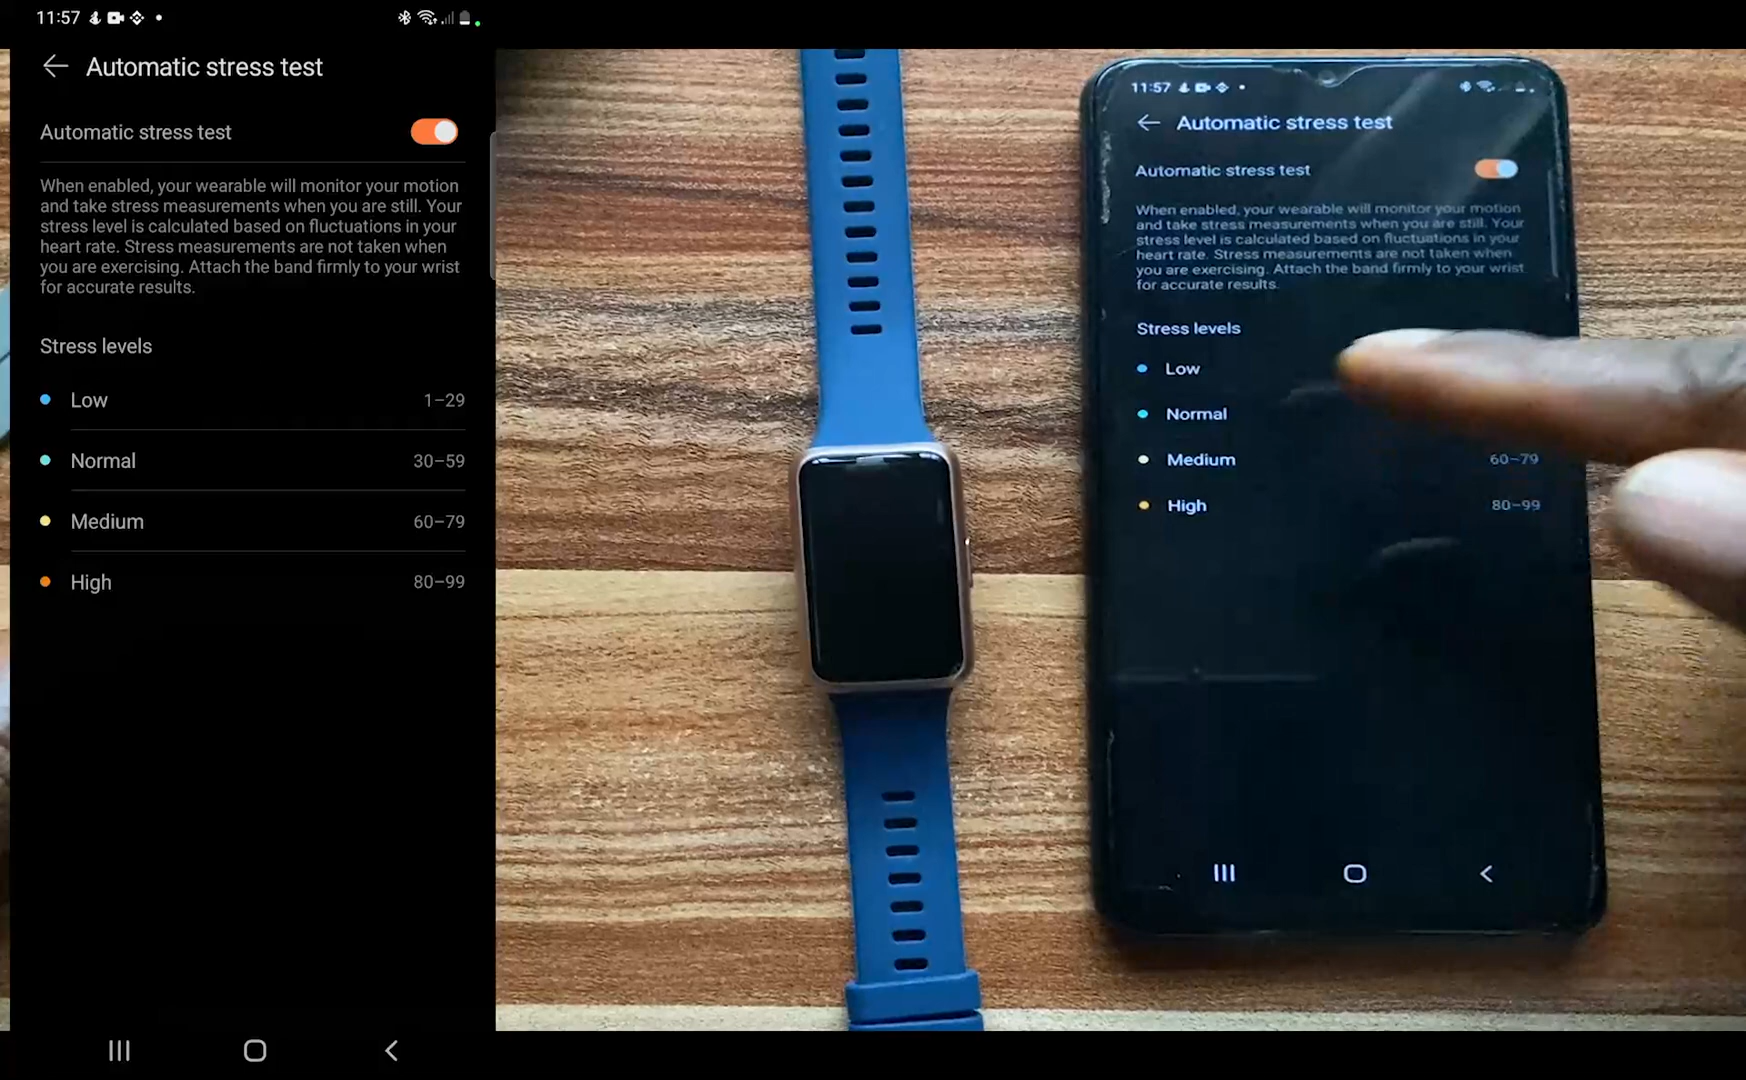 11:57
Automatic stress test
Automatic stress test
When enabled, your wearable will monitor your motion
and take stress measurements when you are still. Your
stress level is calculated based on fluctuations in your
heart rate. Stress measurements are not taken when
you are exercising. Attach the band firmly to your wrist
for accurate results.
Stress levels
Low 1–29
Normal 30–59
Medium 60–79
High 80–99
11:57
Automatic stress test
Automatic stress test
When enabled, your wearable will monitor your motion
and take stress measurements when you are still. Your
stress level is calculated based on fluctuations in your
heart rate. Stress measurements are not taken when
you are exercising. Attach the band firmly to your wrist
for accurate results.
Stress levels
Low
Normal
Medium 60–79
High 80–99